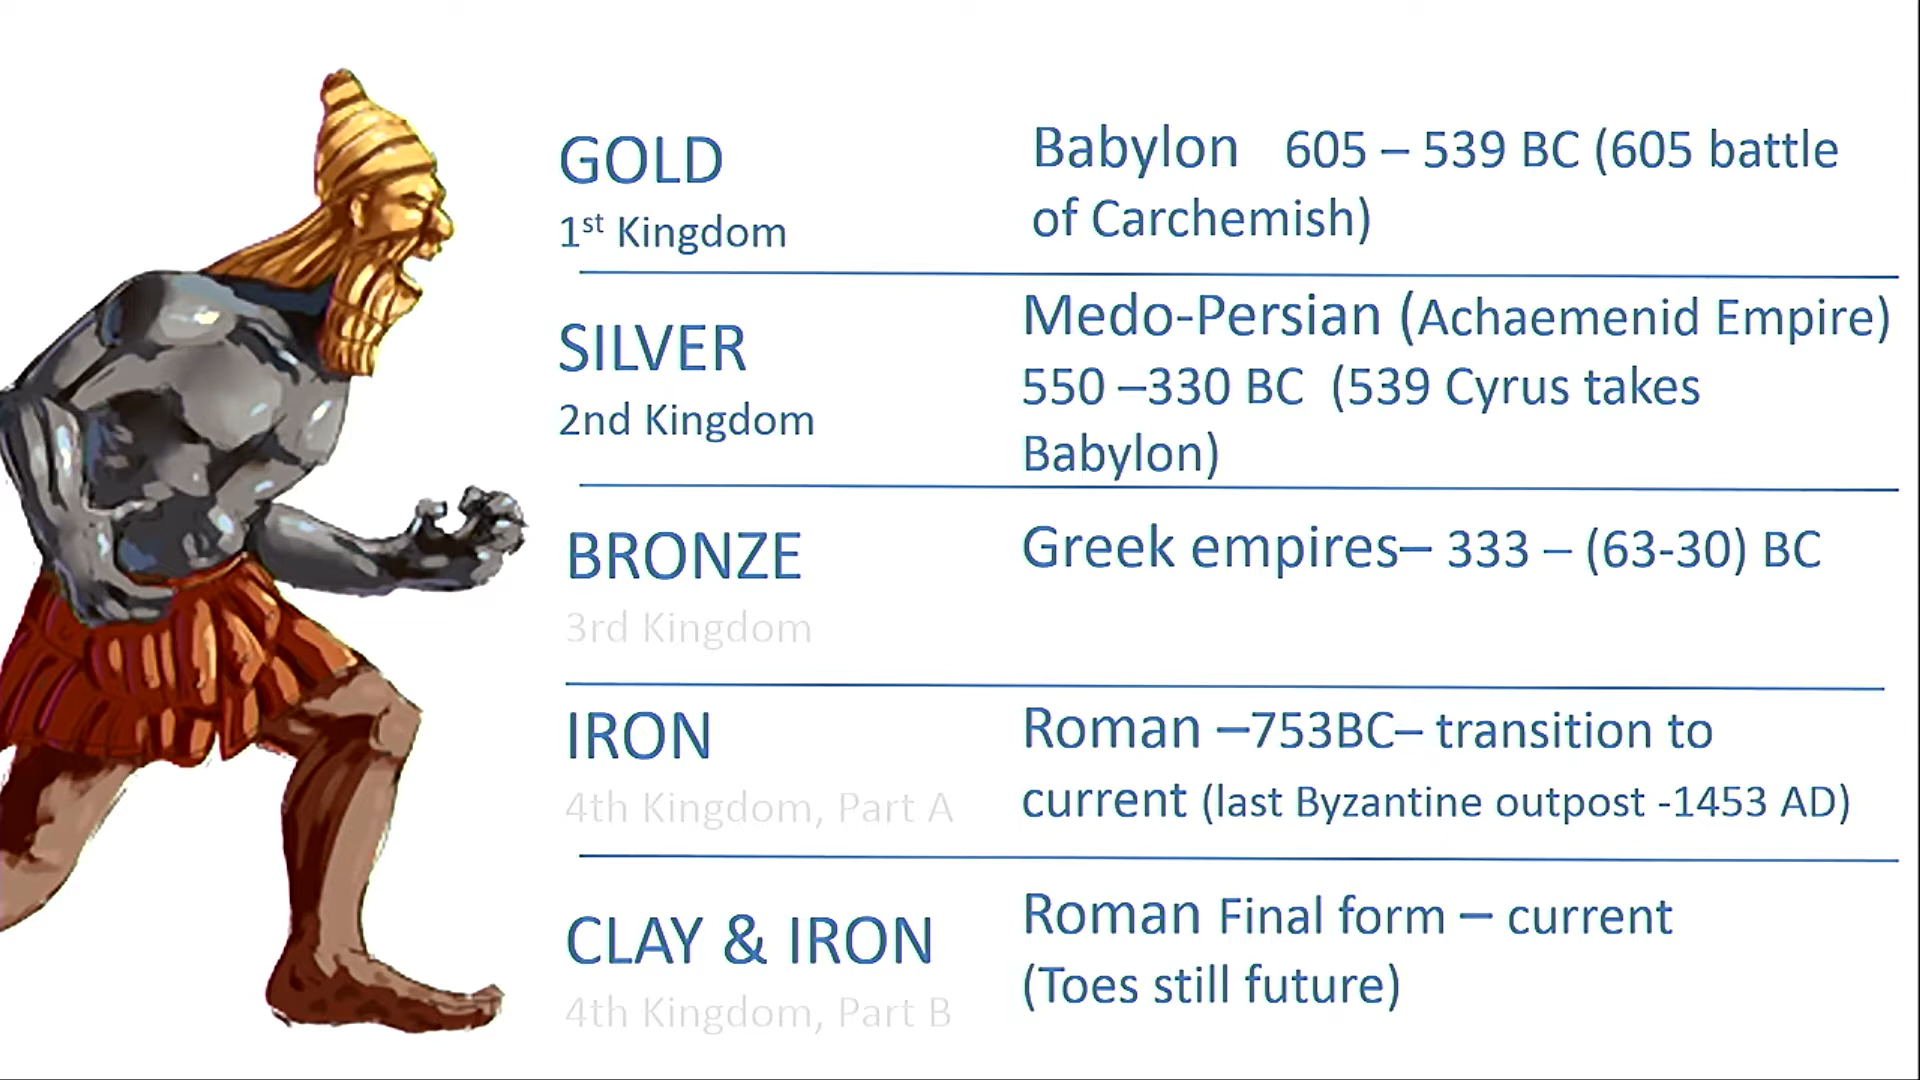 GOLD
1st Kingdom
Babylon 605 – 539 BC (605 battle
of Carchemish)
SILVER
2nd Kingdom
Medo-Persian (Achaemenid Empire)
550 –330 BC (539 Cyrus takes
Babylon)
BRONZE
3rd Kingdom
Greek empires– 333 – (63-30) BC
IRON
4th Kingdom, Part A
Roman –753BC– transition to
current (last Byzantine outpost -1453 AD)
CLAY & IRON
4th Kingdom, Part B
Roman Final form – current
(Toes still future)